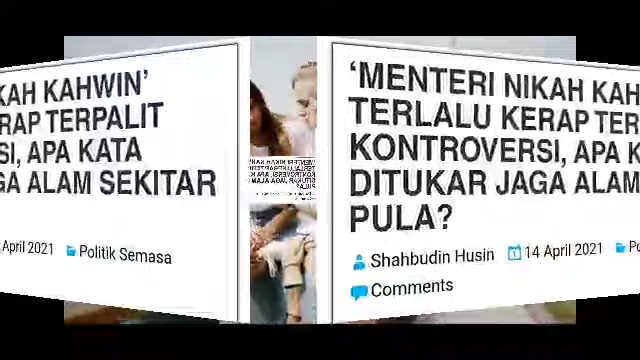 KAH KAHWIN’
RAP TERPALIT
SI, APA KATA
GA ALAM SEKITAR
April 2021 Politik Semasa
‘MENTERI NIKAH KAH
TERLALU KERAP TER
KONTROVERSI, APA K
DITUKAR JAGA ALAM
PULA?
Shahbudin Husin 14 April 2021 Po
Comments